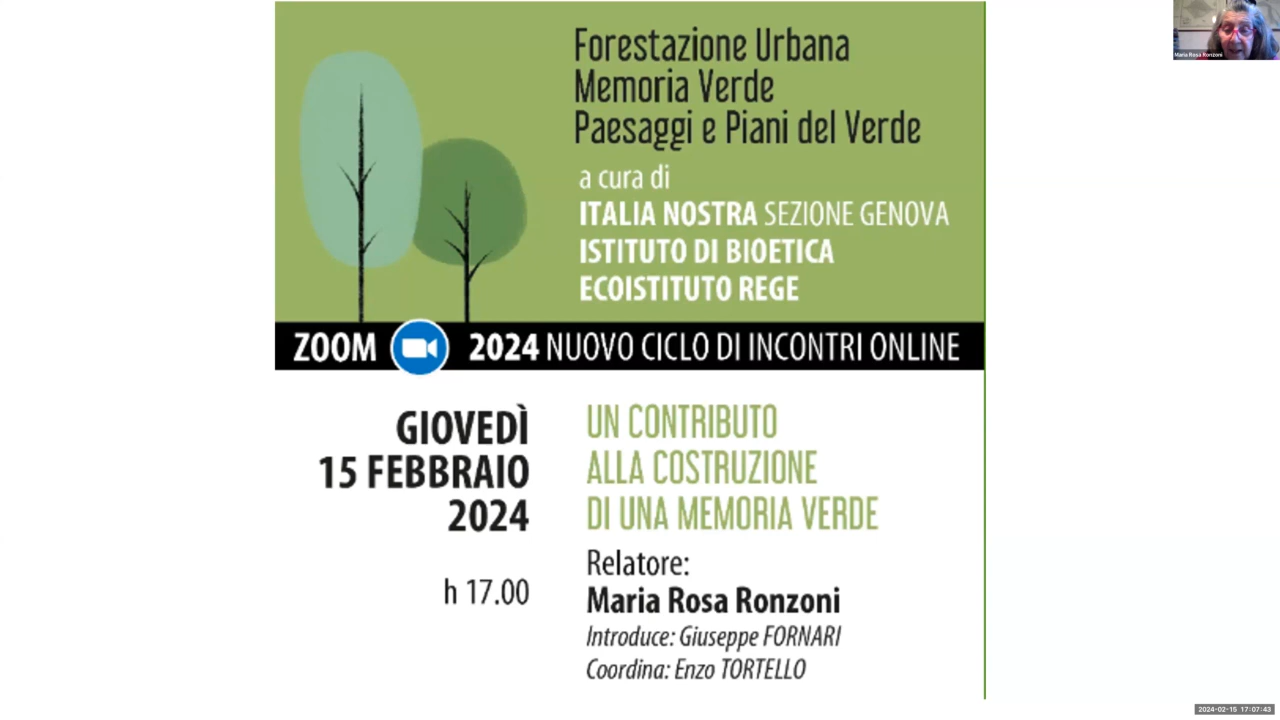 Forestazione Urbana
Memoria Verde
Paesaggi e Piani del Verde
a cura di
ITALIA NOSTRA SEZIONE GENOVA
ISTITUTO DI BIOETICA
ECOISTITUTO REGE
ZOOM 2024 NUOVO CICLO DI INCONTRI ONLINE
GIOVEDÌ
15 FEBBRAIO
2024
h 17.00
UN CONTRIBUTO
ALLA COSTRUZIONE
DI UNA MEMORIA VERDE
Relatore:
Maria Rosa Ronzoni
Introduce: Giuseppe FORNARI
Coordina: Enzo TORTELLO
Maria Rosa Ronzoni
2024-02-15 17:07:43